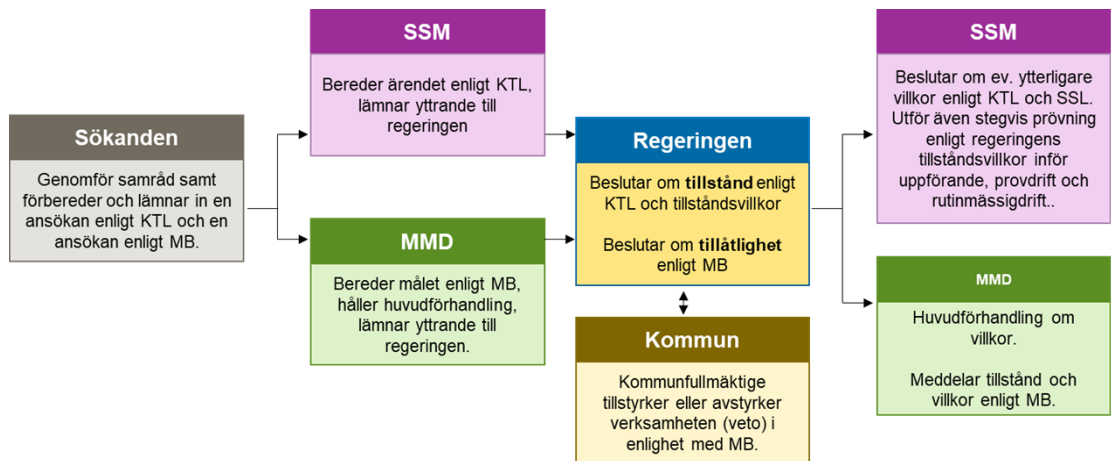 Sökanden
Genomför samråd samt
förbereder och lämnar in en
ansökan enligt KTL och en
ansökan enligt MB.
SSM
Bereder ärendet enligt KTL,
lämnar yttrande till
regeringen
MMD
Bereder målet enligt MB,
håller huvudförhandling,
lämnar yttrande till
regeringen.
Regeringen
Beslutar om tillstånd enligt
KTL och tillståndsvillkor
Beslutar om tillåtlighet
enligt MB
Kommun
Kommunfullmäktige
tillstyrker eller avstyrker
verksamheten (veto) i
enlighet med MB.
SSM
Beslutar om ev. ytterligare
villkor enligt KTL och SSL.
Utför även stegvis prövning
enligt regeringens
tillståndsvillkor inför
uppförande, provdrift och
rutinmässigdrift..
MMD
Huvudförhandling om
villkor.
Meddelar tillstånd och
villkor enligt MB.